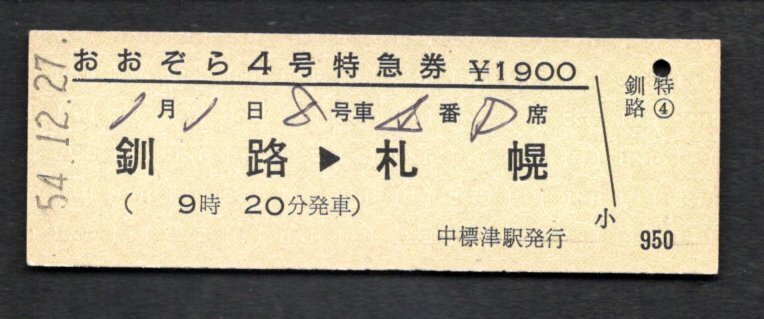 54.12.27.
おおぞら4号特急券 ¥1900
1月1日 8号車 4番 D席
釧路▶札幌
( 9時 20分発車)
中標津駅発行
特④
釧路
小
950